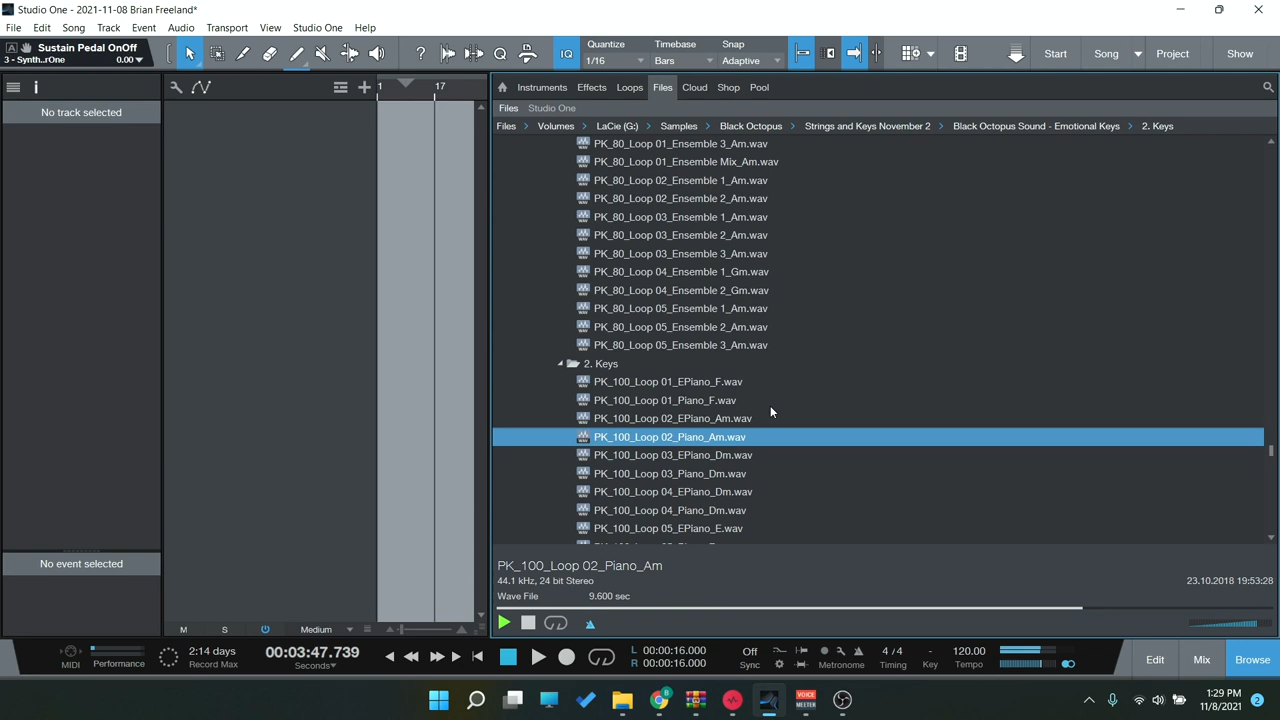 Studio One - 2021-11-08 Brian Freeland*
File Edit Song Track Event Audio Transport View Studio One Help
A Sustain Pedal OnOff
3 - Synth..rOne 0.00
IQ
Quantize Timebase Snap
1/16 Bars Adaptive
Start Song Project Show
1 17
No track selected
Instruments Effects Loops Files Cloud Shop Pool
Files Studio One
Files Volumes LaCie (G:) Samples Black Octopus Strings and Keys November 2 Black Octopus Sound - Emotional Keys 2. Keys
PK_80_Loop 01_Ensemble 3_Am.wav
PK_80_Loop 01_Ensemble Mix_Am.wav
PK_80_Loop 02_Ensemble 1_Am.wav
PK_80_Loop 02_Ensemble 2_Am.wav
PK_80_Loop 03_Ensemble 1_Am.wav
PK_80_Loop 03_Ensemble 2_Am.wav
PK_80_Loop 03_Ensemble 3_Am.wav
PK_80_Loop 04_Ensemble 1_Gm.wav
PK_80_Loop 04_Ensemble 2_Gm.wav
PK_80_Loop 05_Ensemble 1_Am.wav
PK_80_Loop 05_Ensemble 2_Am.wav
PK_80_Loop 05_Ensemble 3_Am.wav
2. Keys
PK_100_Loop 01_EPiano_F.wav
PK_100_Loop 01_Piano_F.wav
PK_100_Loop 02_EPiano_Am.wav
PK_100_Loop 02_Piano_Am.wav
PK_100_Loop 03_EPiano_Dm.wav
PK_100_Loop 03_Piano_Dm.wav
PK_100_Loop 04_EPiano_Dm.wav
PK_100_Loop 04_Piano_Dm.wav
PK_100_Loop 05_EPiano_E.wav
No event selected
PK_100_Loop 02_Piano_Am
44.1 kHz, 24 bit Stereo 23.10.2018 19:53:28
Wave File 9.600 sec
M S Medium
MIDI Performance
2:14 days
Record Max
00:03:47.739
Seconds
L 00:00:16.000
R 00:00:16.000
Off
Sync
Metronome
4 / 4
Timing
-
Key
120.00
Tempo
Edit Mix Browse
VOICE MEETER
1:29 PM
11/8/2021
2